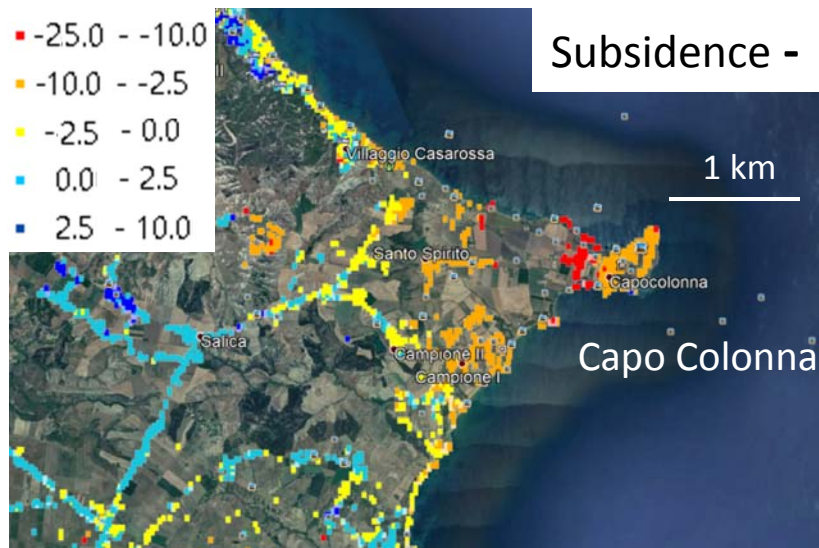 -25.0 - -10.0
-10.0 - -2.5
-2.5 - 0.0
0.0 - 2.5
2.5 - 10.0
Subsidence -
1 km
Villaggio Casarossa
Santo Spirito
Capocolonna
Salica
Campione II
Capo Colonna
Campione I